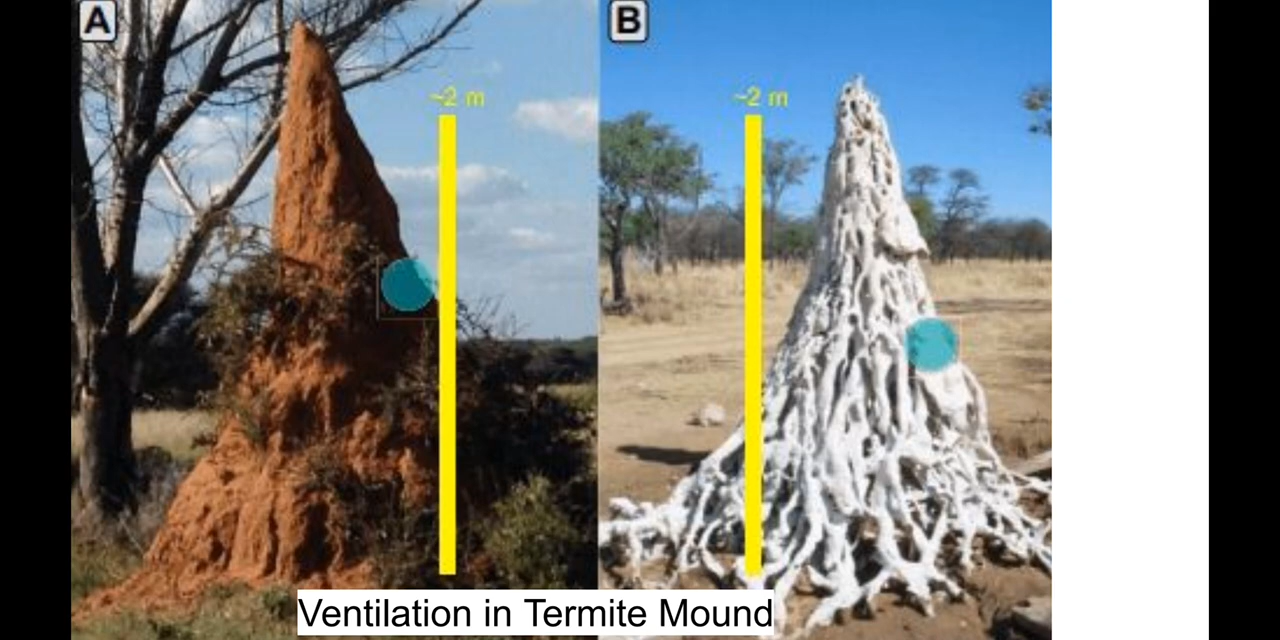 A
B
~2 m
~2 m
Ventilation in Termite Mound